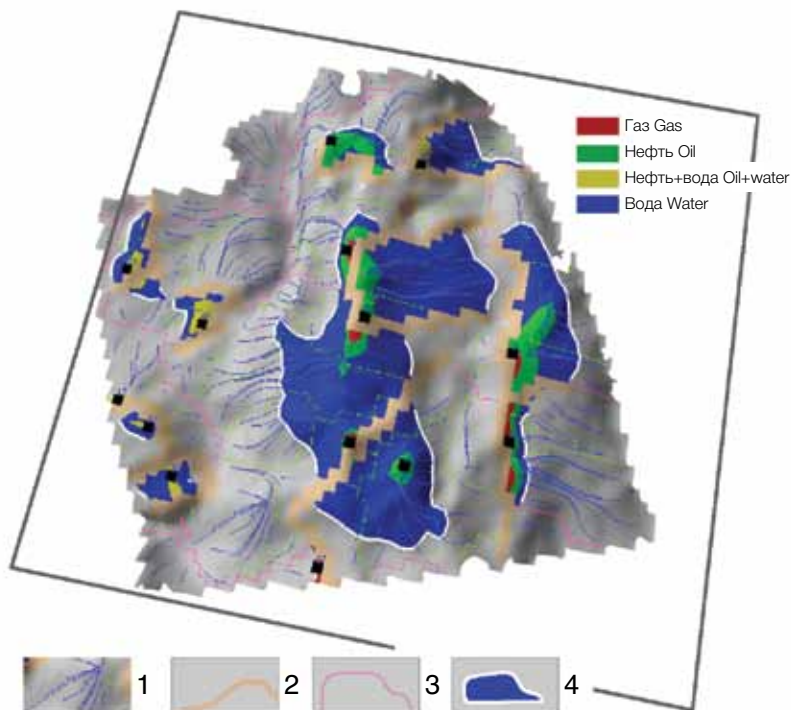 Газ Gas
Нефть Oil
Нефть+вода Oil+water
Вода Water
1 2 3 4